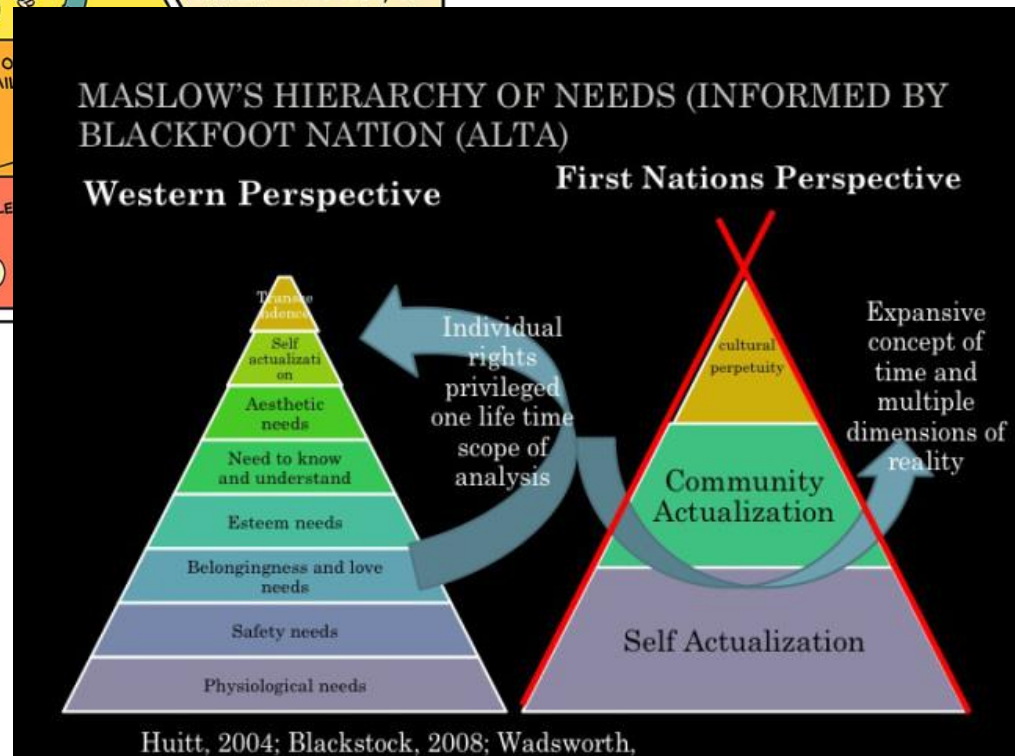 MASLOW'S HIERARCHY OF NEEDS (INFORMED BY
BLACKFOOT NATION (ALTA)
Western Perspective
First Nations Perspective
Transce
ndence
Self
actualizati
on
Aesthetic
needs
Need to know
and understand
Esteem needs
Belongingness and love
needs
Safety needs
Physiological needs
Individual
rights
privileged
one life time
scope of
analysis
cultural
perpetuity
Community
Actualization
Self Actualization
Expansive
concept of
time and
multiple
dimensions of
reality
Huitt, 2004; Blackstock, 2008; Wadsworth,